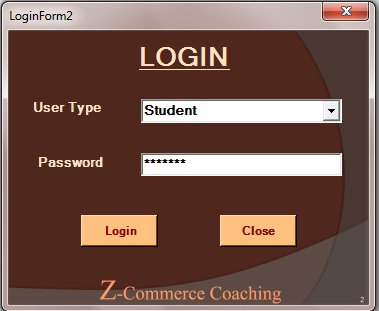 LoginForm2
LOGIN
User Type
Student
Password
*******
Login
Close
Z-Commerce Coaching
2